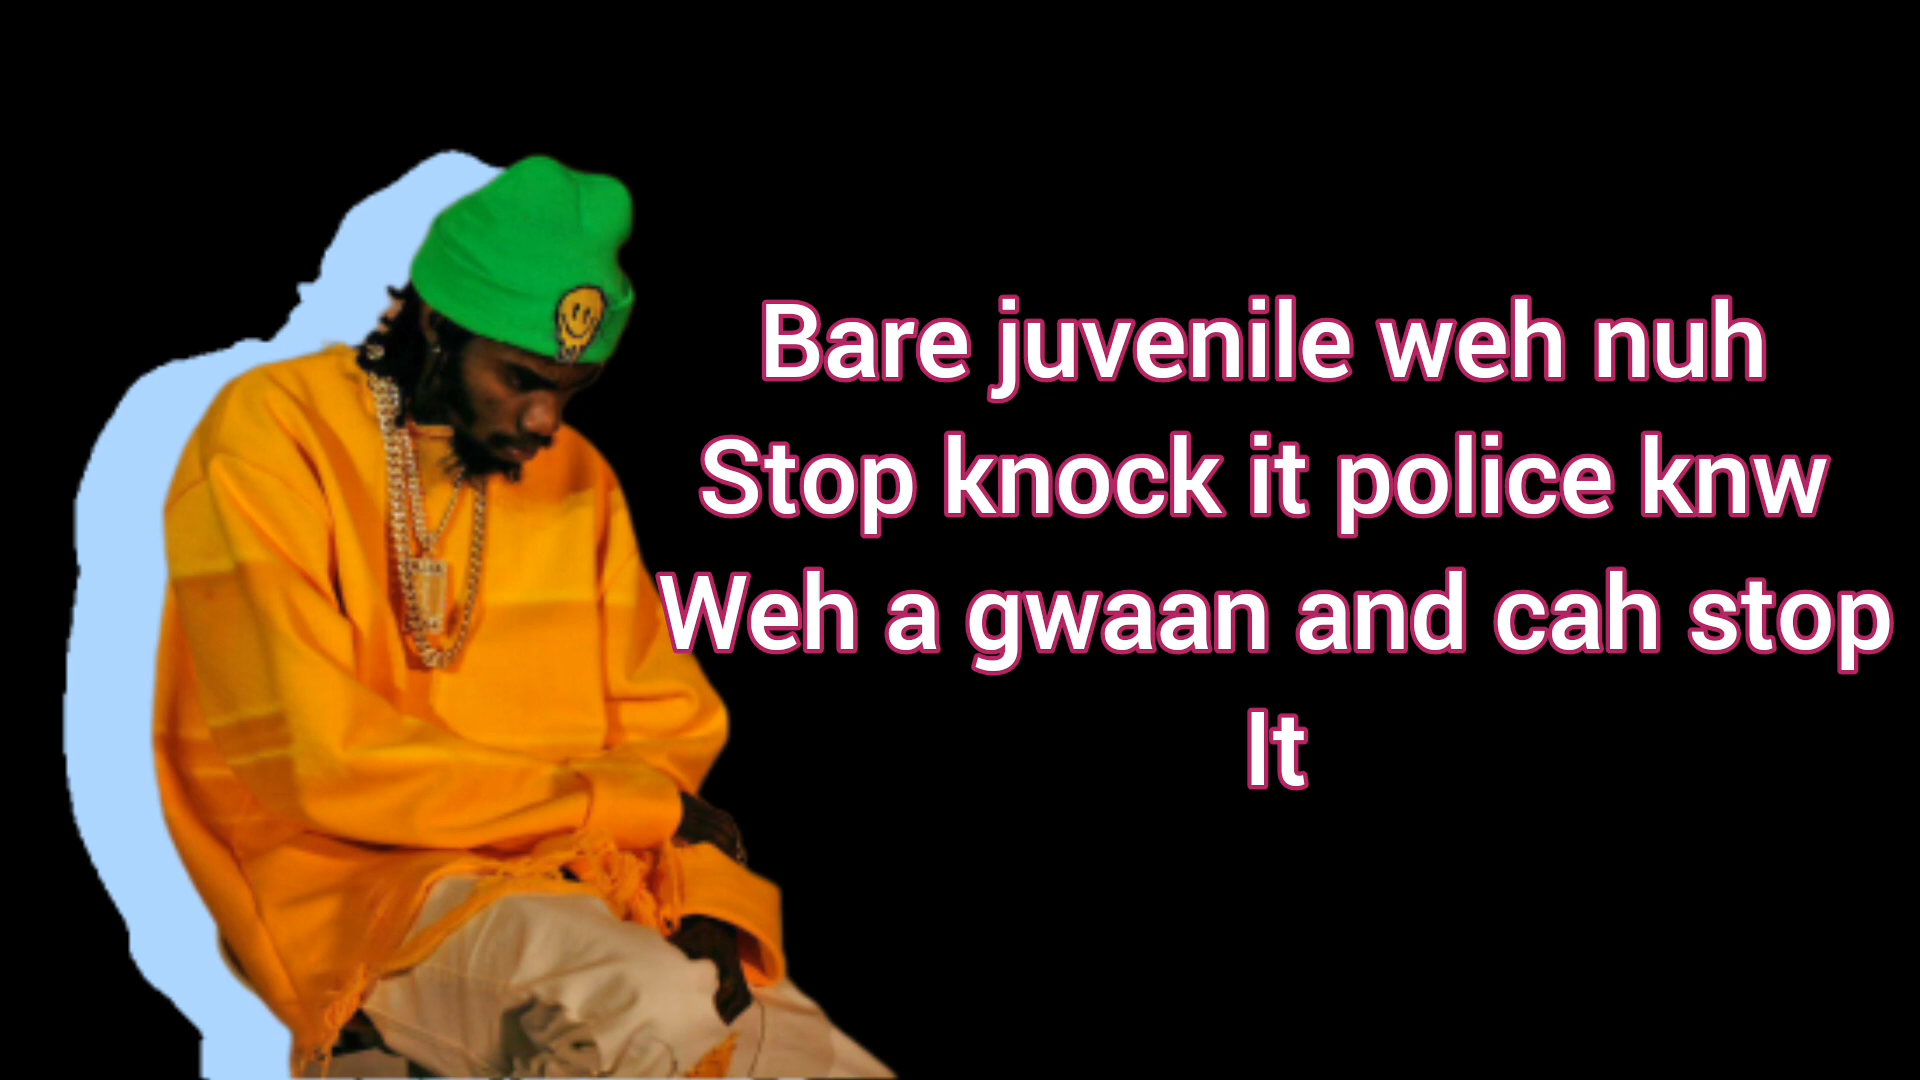 Bare juvenile weh nuh
Stop knock it police knw
Weh a gwaan and cah stop
It